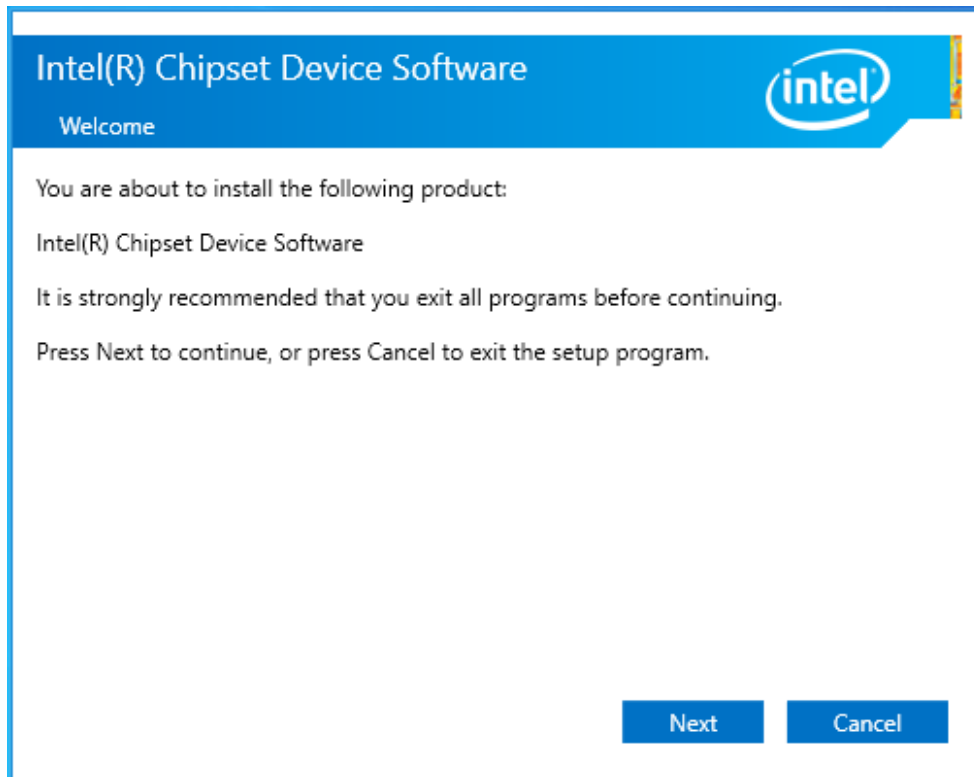 Intel(R) Chipset Device Software
intel
Welcome
You are about to install the following product:
Intel(R) Chipset Device Software
It is strongly recommended that you exit all programs before continuing.
Press Next to continue, or press Cancel to exit the setup program.
Next
Cancel